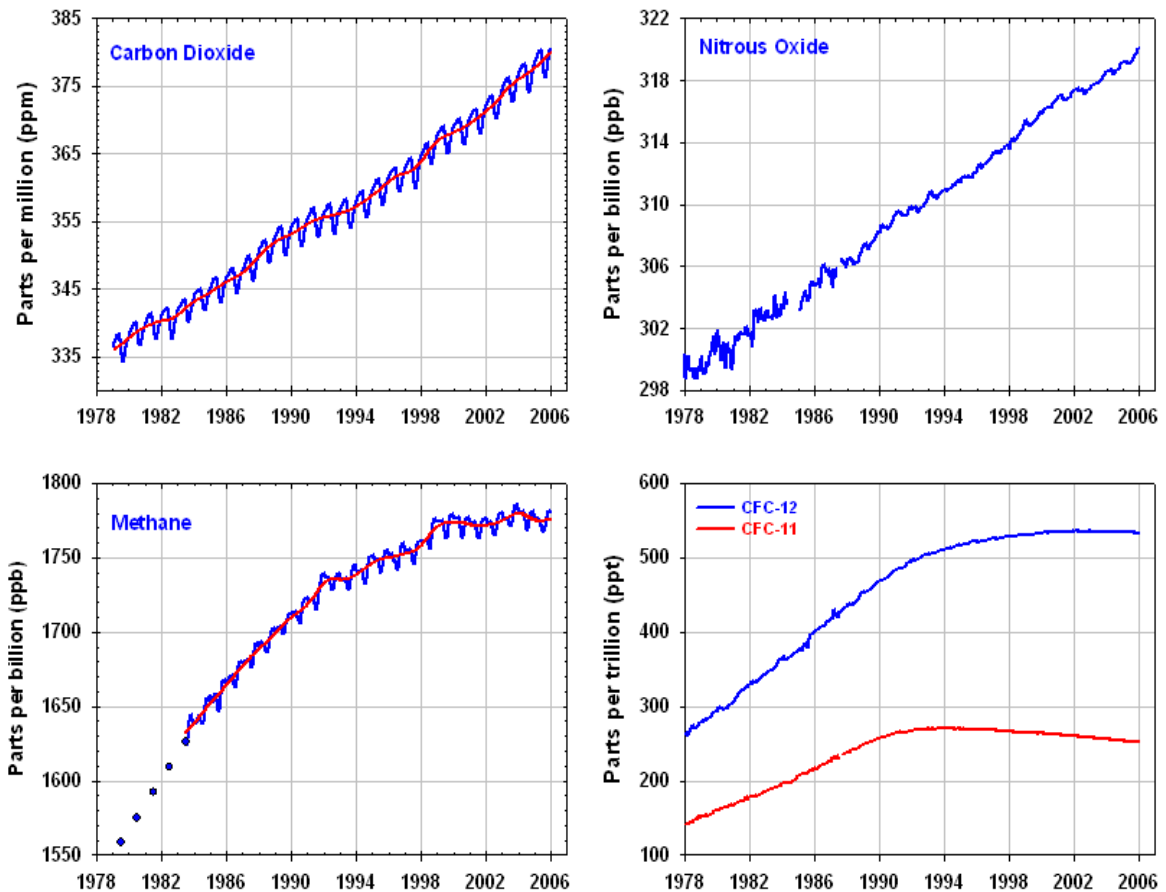 Carbon Dioxide
Parts per million (ppm)
385
375
365
355
345
335
1978 1982 1986 1990 1994 1998 2002 2006
Nitrous Oxide
Parts per billion (ppb)
322
318
314
310
306
302
298
1978 1982 1986 1990 1994 1998 2002 2006
Methane
Parts per billion (ppb)
1800
1750
1700
1650
1600
1550
1978 1982 1986 1990 1994 1998 2002 2006
CFC-12
CFC-11
Parts per trillion (ppt)
600
500
400
300
200
100
1978 1982 1986 1990 1994 1998 2002 2006